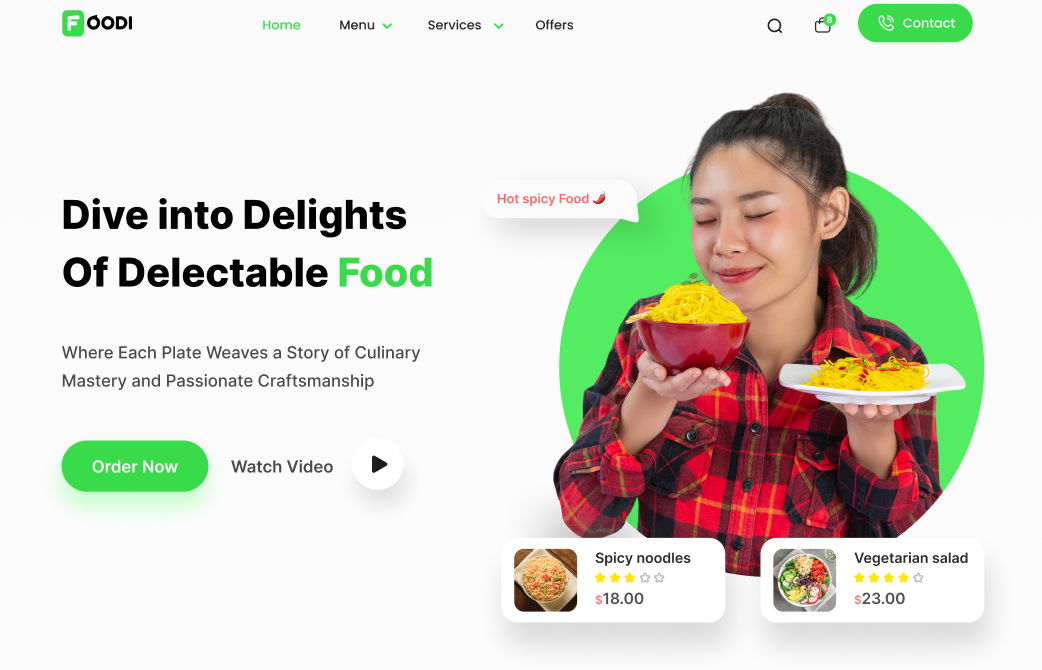 FOODI
Home
Menu
Services
Offers
8
Contact
Hot spicy Food 🌶️
Dive into Delights
Of Delectable Food
Where Each Plate Weaves a Story of Culinary
Mastery and Passionate Craftsmanship
Order Now
Watch Video
Spicy noodles
$18.00
Vegetarian salad
$23.00